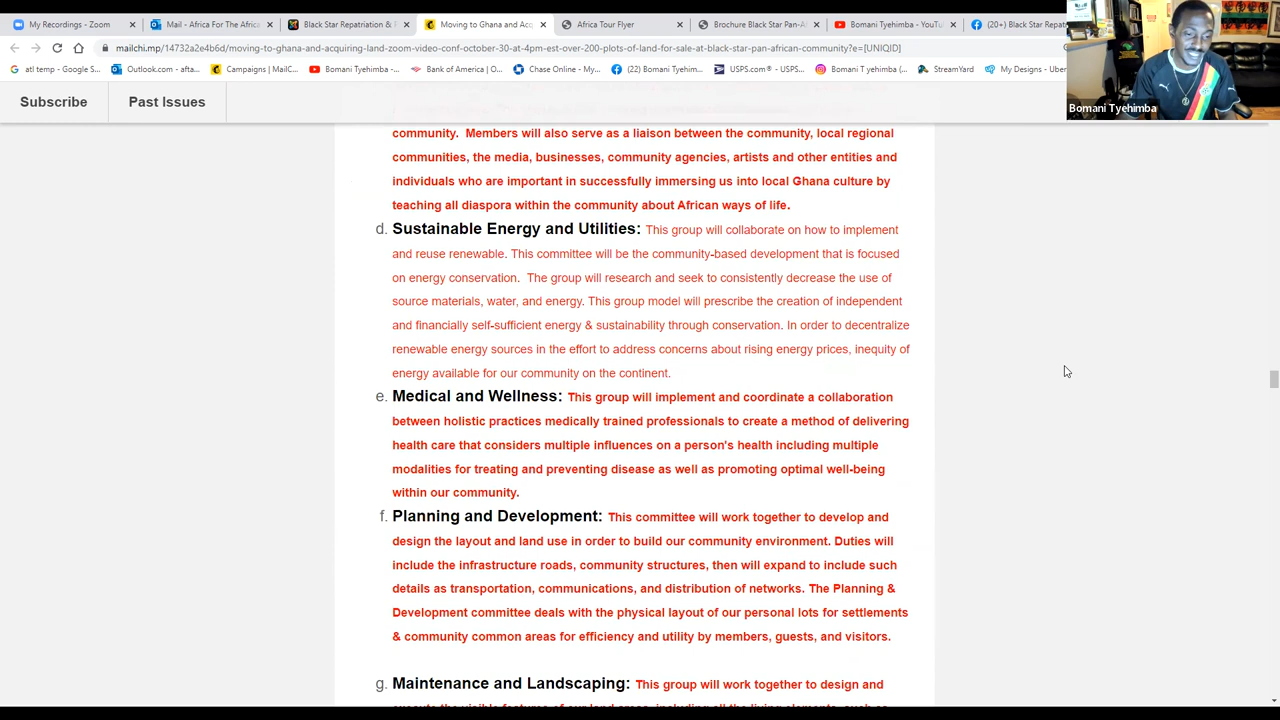 My Recordings - Zoom
Mail - Africa For The Africa
Black Star Repatriation & P
Moving to Ghana and Acq
Africa Tour Flyer
Brochure Black Star Pan-A
Bomani Tyehimba - YouTu
(20+) Black Star Repat
mailchi.mp/14732a2e4b6d/moving-to-ghana-and-acquiring-land-zoom-video-conf-october-30-at-4pm-est-over-200-plots-of-land-for-sale-at-black-star-pan-african-community?e=[UNIQID]
atl temp - Google S...
Outlook.com - afta...
Campaigns | MailC...
Bomani Tyehimba -...
Bank of America | O...
Chase Online - My...
(22) Bomani Tyehim...
USPS.com® - USPS...
Bomani T yehimba (...
StreamYard
My Designs - Uber
Bomani Tyehimba
Subscribe
Past Issues
community. Members will also serve as a liaison between the community, local regional
communities, the media, businesses, community agencies, artists and other entities and
individuals who are important in successfully immersing us into local Ghana culture by
teaching all diaspora within the community about African ways of life.
d. Sustainable Energy and Utilities: This group will collaborate on how to implement
and reuse renewable. This committee will be the community-based development that is focused
on energy conservation. The group will research and seek to consistently decrease the use of
source materials, water, and energy. This group model will prescribe the creation of independent
and financially self-sufficient energy & sustainability through conservation. In order to decentralize
renewable energy sources in the effort to address concerns about rising energy prices, inequity of
energy available for our community on the continent.
e. Medical and Wellness: This group will implement and coordinate a collaboration
between holistic practices medically trained professionals to create a method of delivering
health care that considers multiple influences on a person's health including multiple
modalities for treating and preventing disease as well as promoting optimal well-being
within our community.
f. Planning and Development: This committee will work together to develop and
design the layout and land use in order to build our community environment. Duties will
include the infrastructure roads, community structures, then will expand to include such
details as transportation, communications, and distribution of networks. The Planning &
Development committee deals with the physical layout of our personal lots for settlements
& community common areas for efficiency and utility by members, guests, and visitors.
g. Maintenance and Landscaping: This group will work together to design and